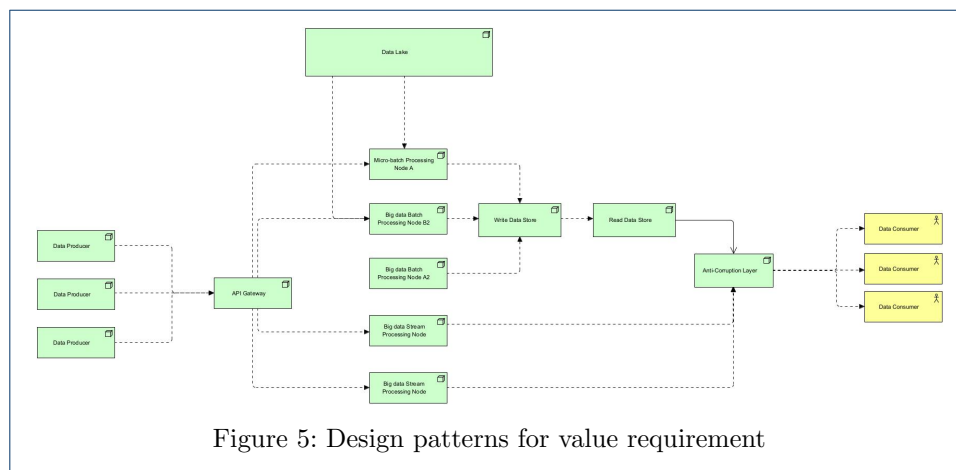 Data Lake
Micro-batch Processing
Node A
Big data Batch
Processing Node B2
Write Data Store
Read Data Store
Data Consumer
Data Producer
Big data Batch
Processing Node A2
Anti-Corruption Layer
Data Consumer
Data Producer
API Gateway
Data Consumer
Data Producer
Big data Stream
Processing Node
Big data Stream
Processing Node
Figure 5: Design patterns for value requirement